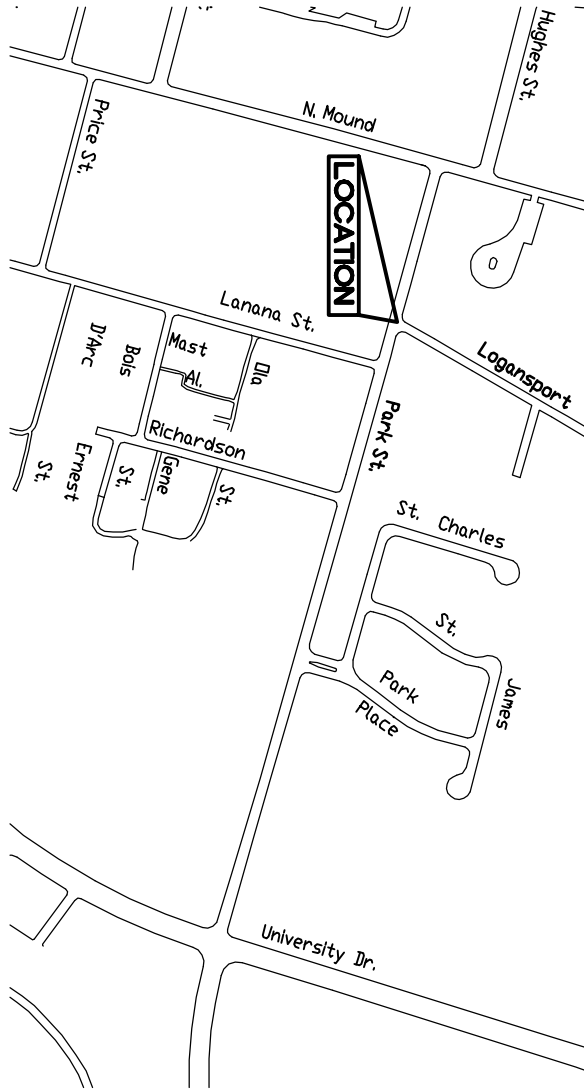 Hughes St.
N. Mound
Price St.
LOCATION
Lanana St.
Logansport
Mast
Al.
Ola
Bois
D'Arc
Park St.
Richardson
Ernest
St.
Gene
St.
St.
St. Charles
St.
James
Park
Place
University Dr.